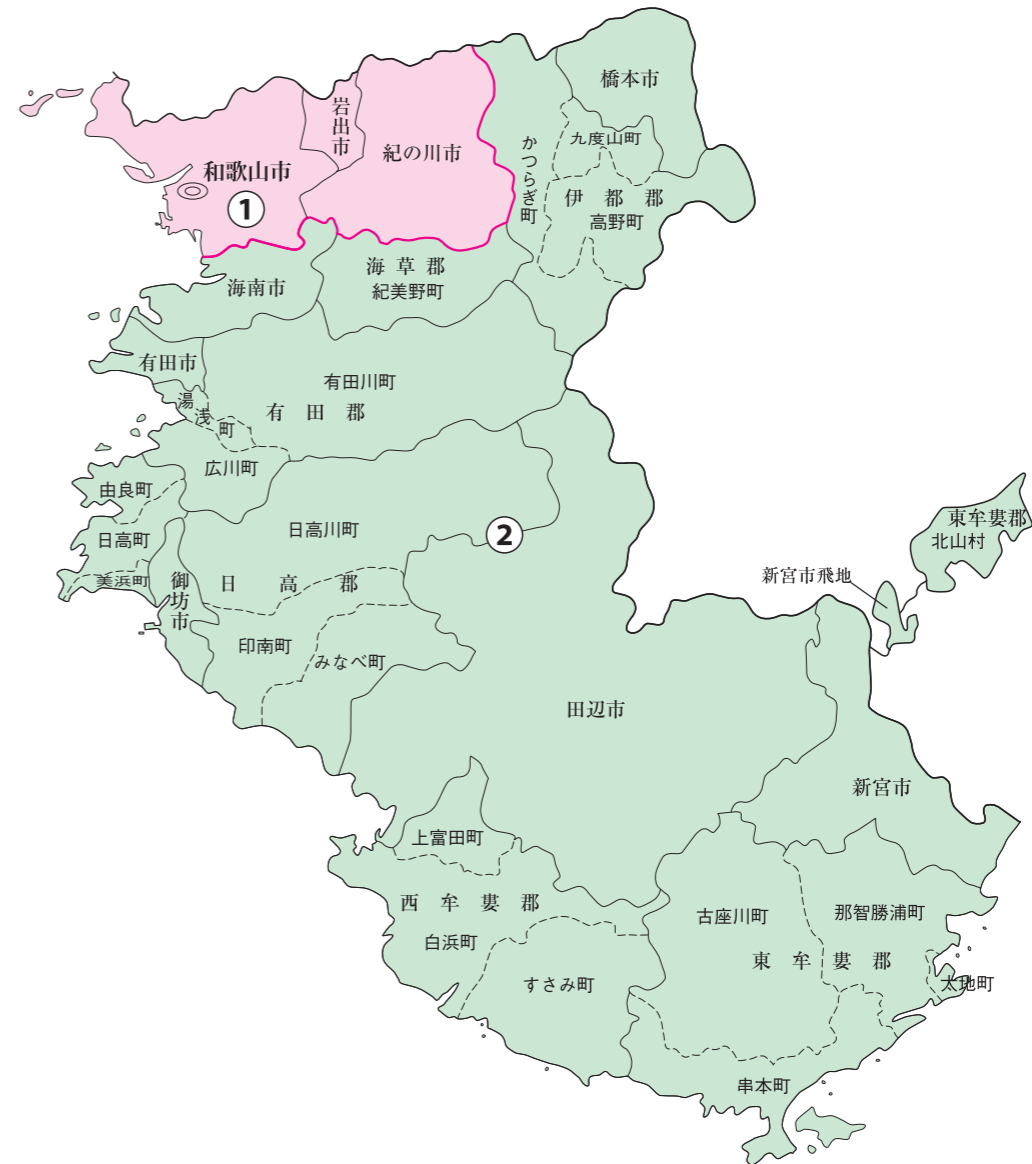 橋本市
岩出市
紀の川市
九度山町
かつらぎ町
和歌山市
①
伊都郡
高野町
海草郡
紀美野町
海南市
有田市
有田川町
湯浅町
有田郡
広川町
由良町
日高川町
②
日高町
美浜町
御坊市
日高郡
印南町
みなべ町
東牟婁郡
北山村
新宮市飛地
田辺市
新宮市
上富田町
西牟婁郡
白浜町
古座川町
那智勝浦町
東牟婁郡
すさみ町
太地町
串本町